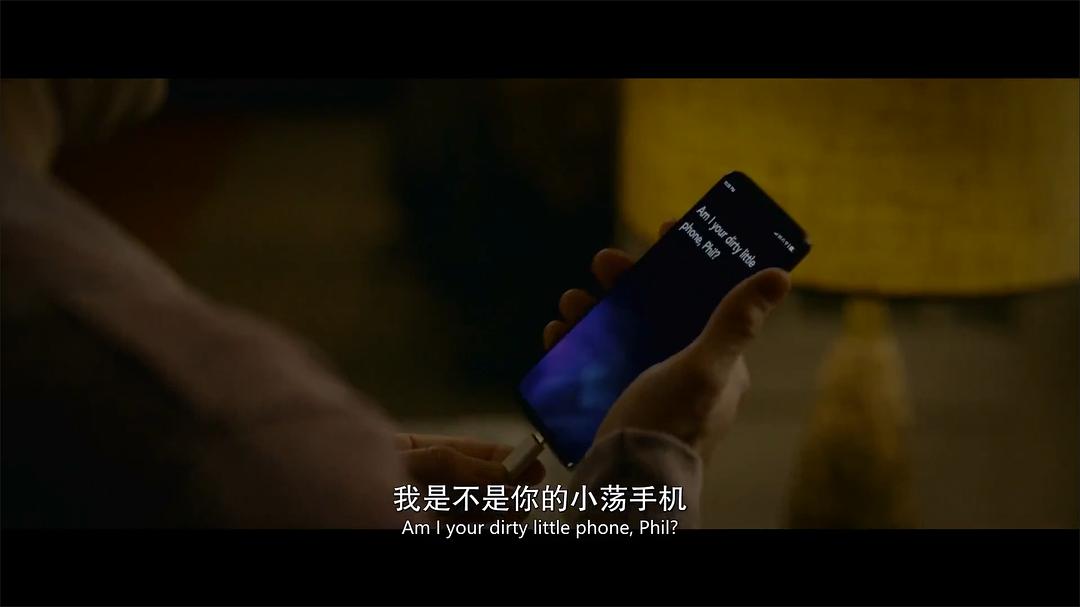 Am I your dirty little
phone, Phil?
我是不是你的小荡手机
Am I your dirty little phone, Phil?